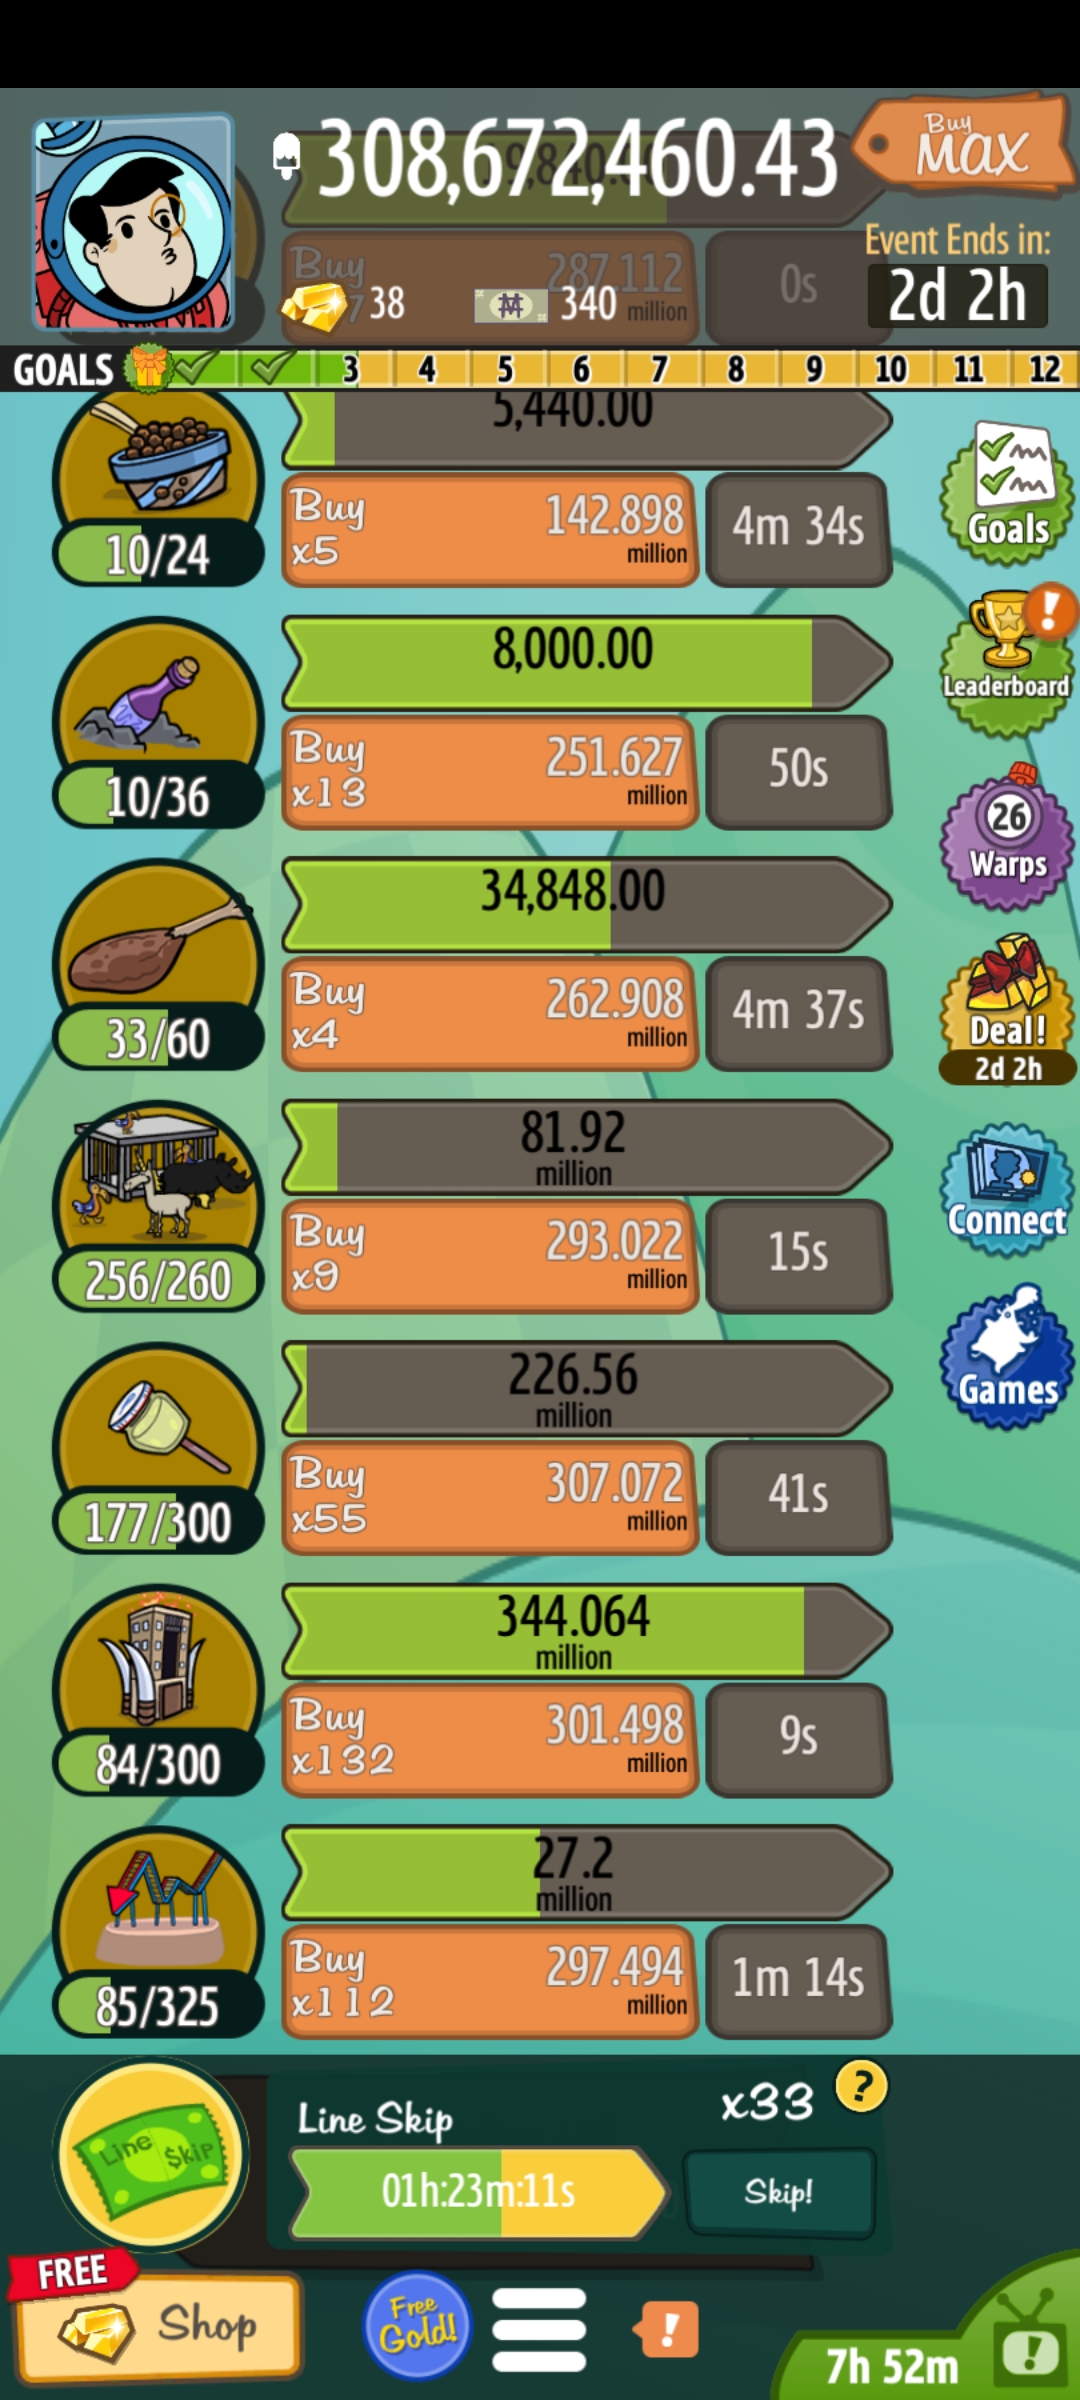 308,672,460.43
Buy
MAX
Event Ends in:
2d 2h
Buy
287.112
million
0s
38
340
GOALS 3 4 5 6 7 8 9 10 11 12
5,440.00
10/24
Buy
x5
142.898
million
4m 34s
Goals
8,000.00
10/36
Buy
x13
251.627
million
50s
Leaderboard
34,848.00
33/60
Buy
x4
262.908
million
4m 37s
26
Warps
Deal!
2d 2h
81.92
million
256/260
Buy
x9
293.022
million
15s
Connect
226.56
million
177/300
Buy
x55
307.072
million
41s
Games
344.064
million
84/300
Buy
x132
301.498
million
9s
27.2
million
85/325
Buy
x112
297.494
million
1m 14s
Line $kip
Line Skip
x33
?
01h:23m:11s
Skip!
FREE
Shop
Free
Gold!
!
7h 52m
!